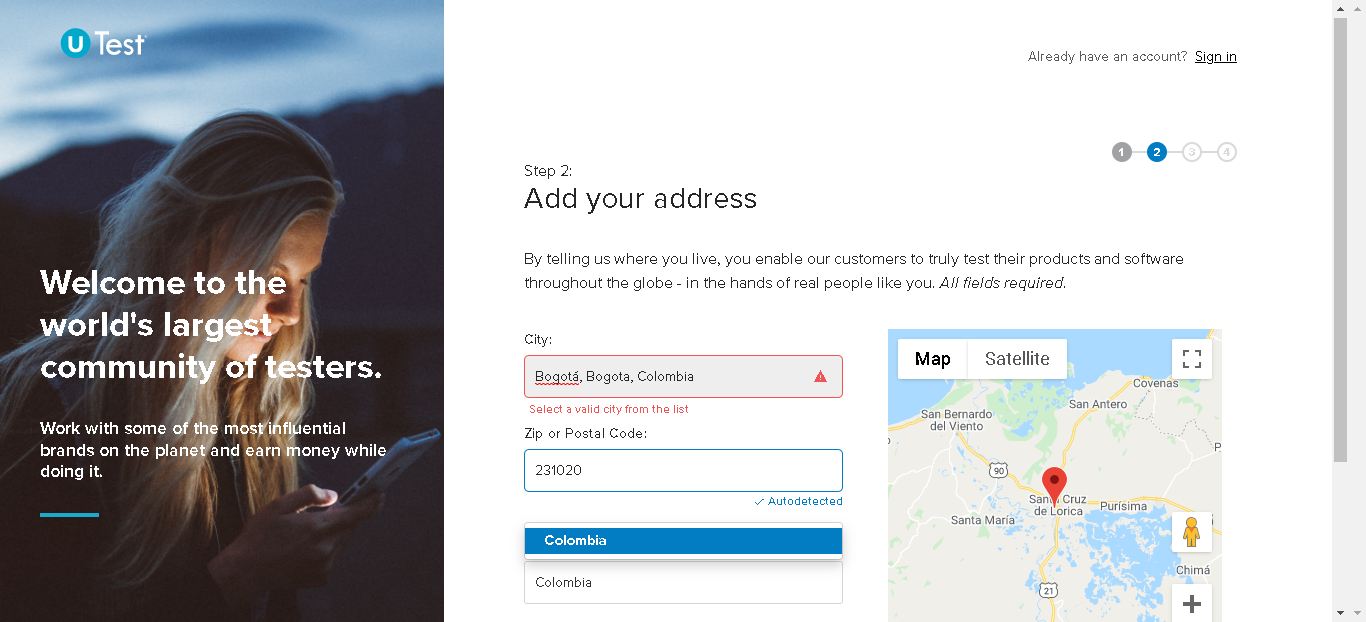 U Test
Already have an account? Sign in
1 2 3 4
Step 2:
Add your address
By telling us where you live, you enable our customers to truly test their products and software
throughout the globe - in the hands of real people like you. All fields required.
Welcome to the
world's largest
community of testers.
Work with some of the most influential
brands on the planet and earn money while
doing it.
City:
Bogotá, Bogota, Colombia
Select a valid city from the list
Zip or Postal Code:
231020
Autodetected
Colombia
Colombia
Map Satellite
Covenas
San Antero
San Bernardo
del Viento
P
90
Santa Cruz
de Lorica
Purísima
Santa María
Chimá
21